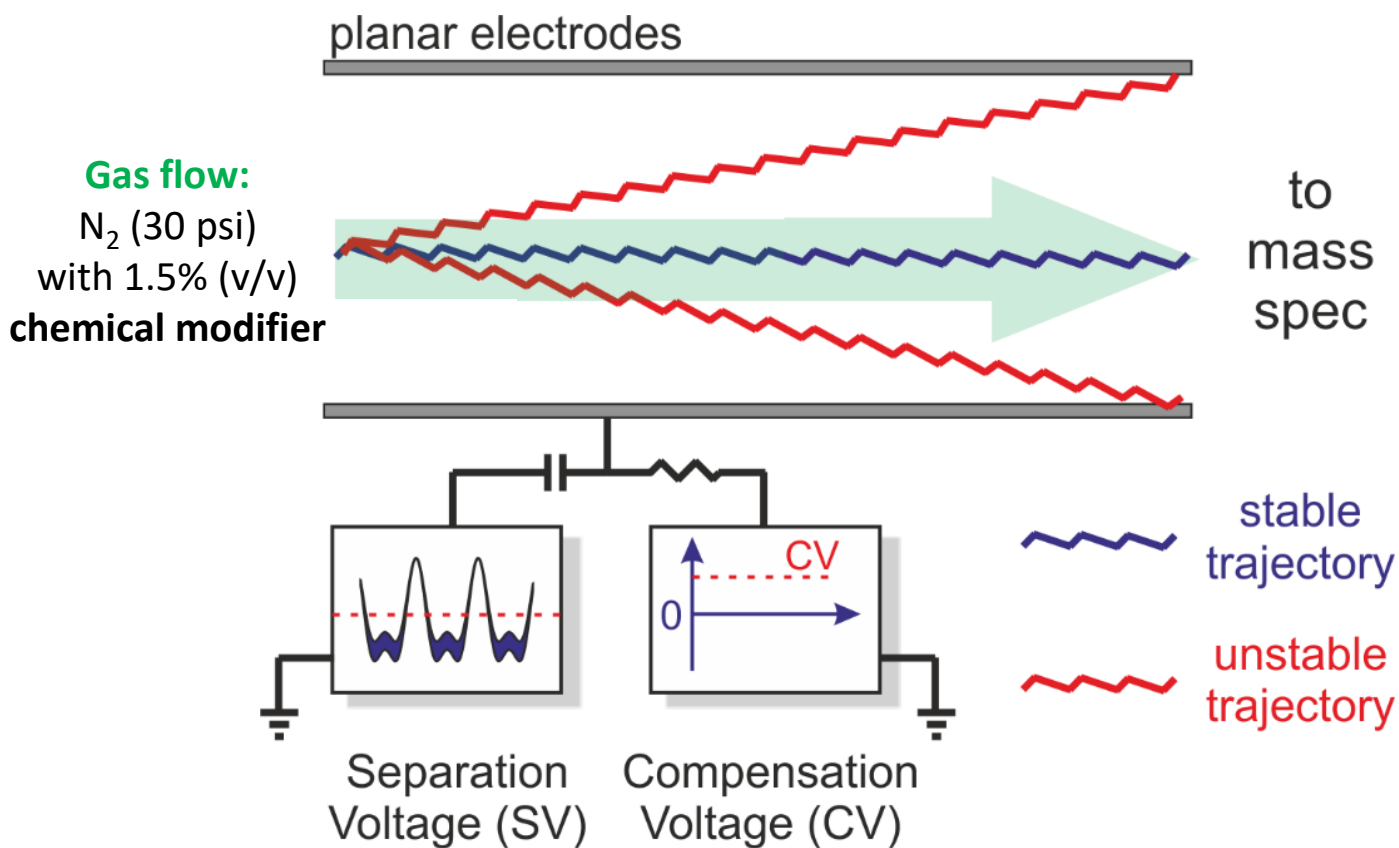 planar electrodes
Gas flow:
N₂ (30 psi)
with 1.5% (v/v)
chemical modifier
to
mass
spec
CV
0
stable
trajectory
unstable
trajectory
Separation
Voltage (SV)
Compensation
Voltage (CV)